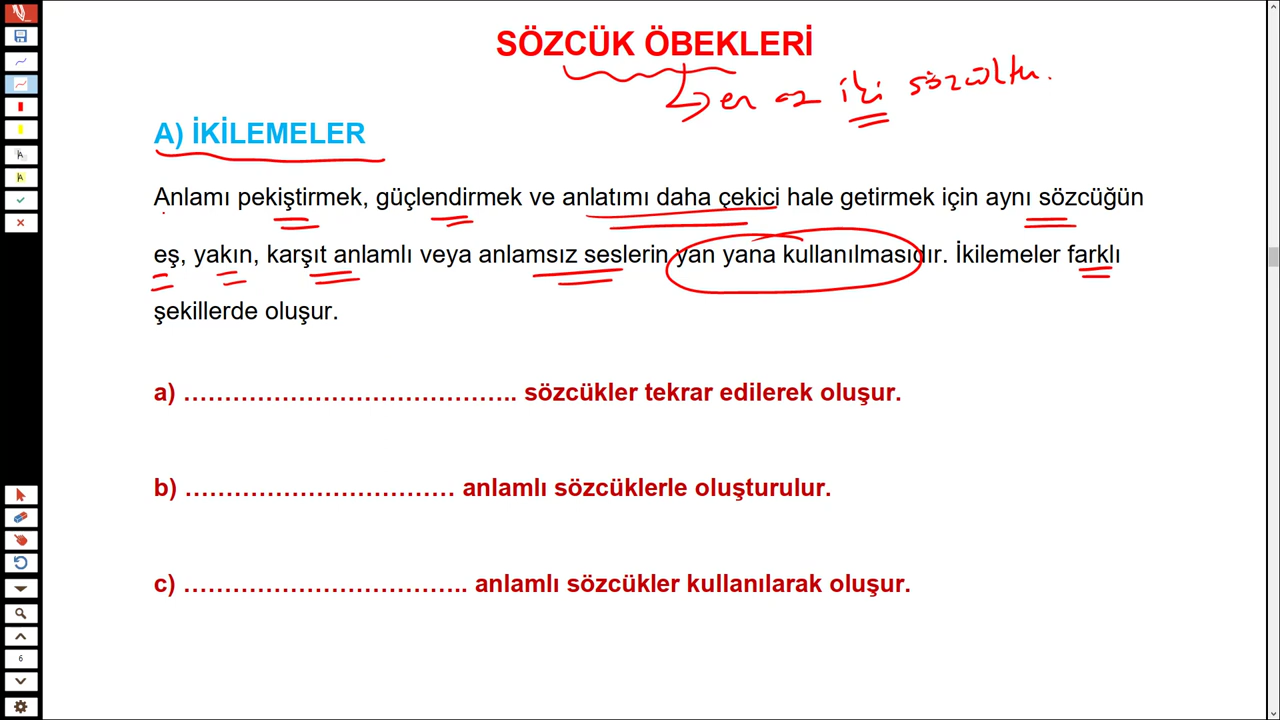 SÖZCÜK ÖBEKLERİ
en az iki sözcükten.
A) İKİLEMELER
Anlamı pekiştirmek, güçlendirmek ve anlatımı daha çekici hale getirmek için aynı sözcüğün
eş, yakın, karşıt anlamlı veya anlamsız seslerin yan yana kullanılmasıdır. İkilemeler farklı
şekillerde oluşur.
a) …………………………………….. sözcükler tekrar edilerek oluşur.
b) …………………………… anlamlı sözcüklerle oluşturulur.
c) …………………………….. anlamlı sözcükler kullanılarak oluşur.
6